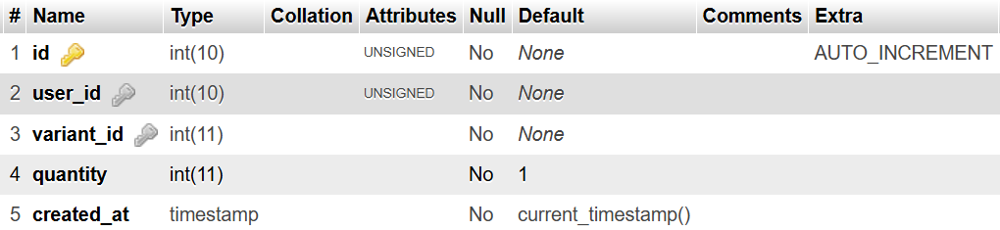 # Name Type Collation Attributes Null Default Comments Extra
1 id int(10) UNSIGNED No None AUTO_INCREMENT
2 user_id int(10) UNSIGNED No None
3 variant_id int(11) No None
4 quantity int(11) No 1
5 created_at timestamp No current_timestamp()